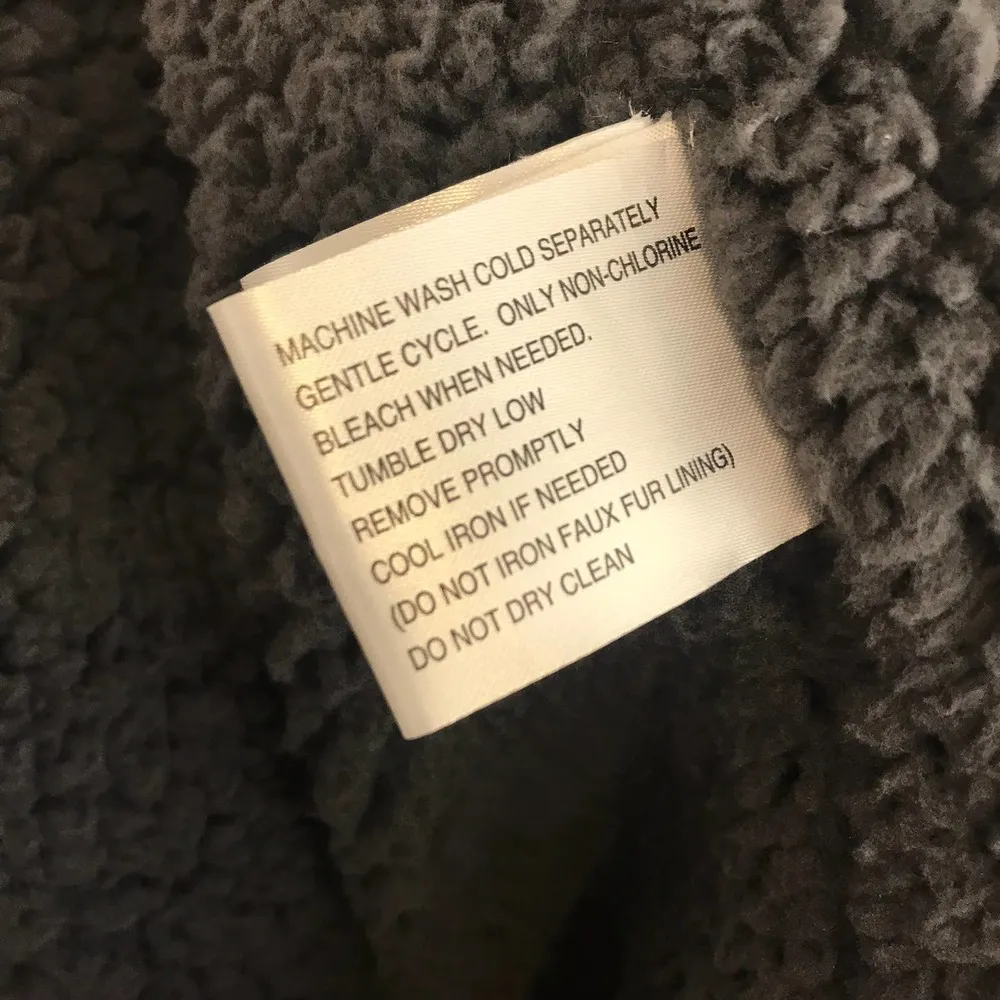 MACHINE WASH COLD SEPARATELY
GENTLE CYCLE. ONLY NON-CHLORINE
BLEACH WHEN NEEDED.
TUMBLE DRY LOW
REMOVE PROMPTLY
COOL IRON IF NEEDED
(DO NOT IRON FAUX FUR LINING)
DO NOT DRY CLEAN